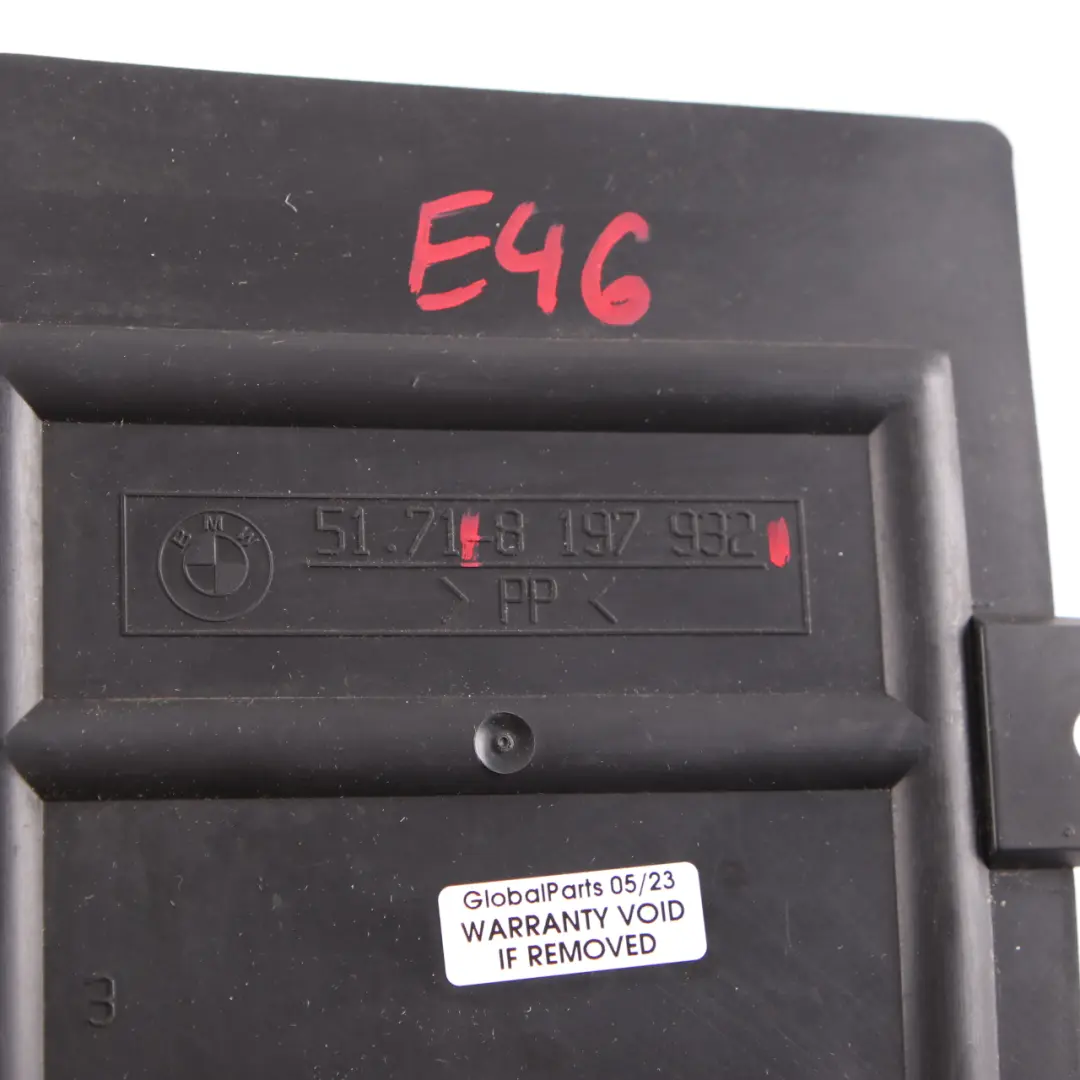 E46
BMW
51.71-8 197 932
>PP<
GlobalParts 05/23
WARRANTY VOID
IF REMOVED
3